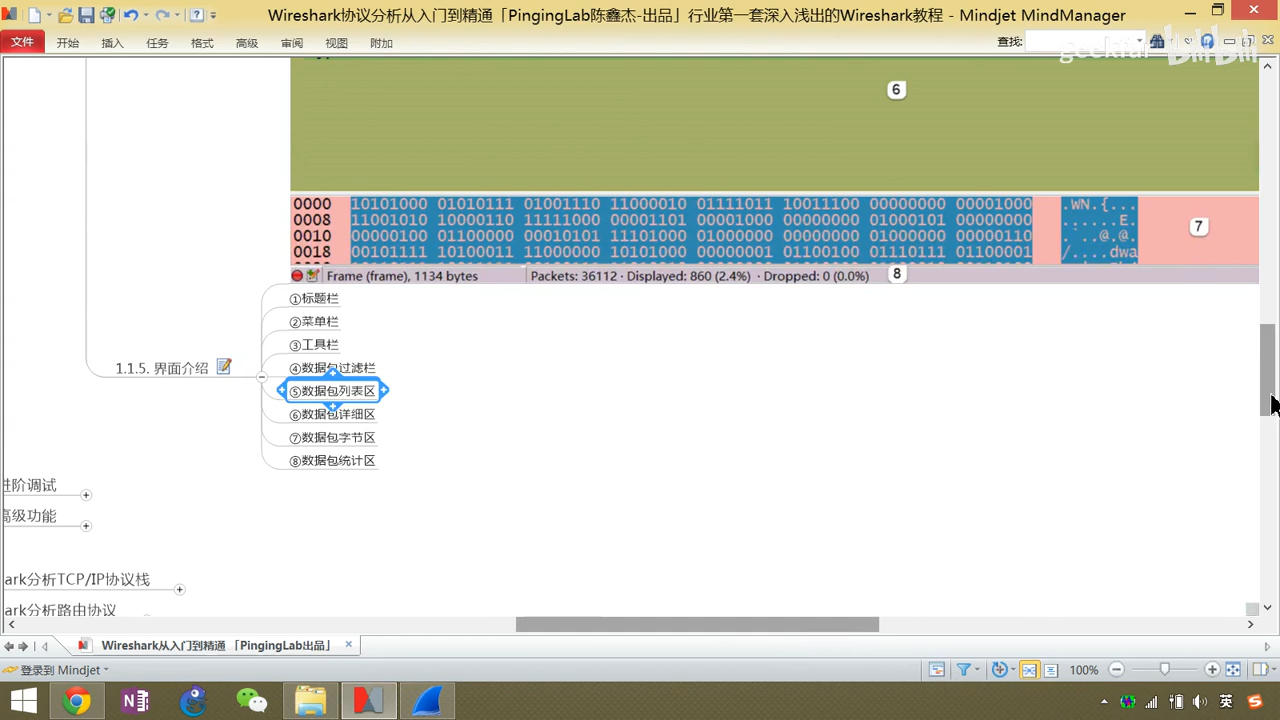 Wireshark协议分析从入门到精通「PingingLab陈鑫杰-出品」行业第一套深入浅出的Wireshark教程 - Mindjet MindManager
文件 开始 插入 任务 格式 高级 审阅 视图 附加 查找:
bilibili
6
0000 10101000 01010111 01001110 11000010 01111011 10011100 00000000 00001000 .WN.{...
0008 11001010 10000110 11111000 00001101 00001000 00000000 01000101 00000000 ......E.
0010 00000100 01100000 00010101 11101000 01000000 00000000 01000000 00000110 .`..@.@.
0018 00101111 10100011 11000000 10101000 00000001 01100100 01110111 01100001 /....dwa
7
Frame (frame), 1134 bytes Packets: 36112 · Displayed: 860 (2.4%) · Dropped: 0 (0.0%) 8
①标题栏
②菜单栏
③工具栏
1.1.5. 界面介绍
④数据包过滤栏
⑤数据包列表区
⑥数据包详细区
⑦数据包字节区
⑧数据包统计区
进阶调试
高级功能
ark分析TCP/IP协议栈
ark分析路由协议
Wireshark从入门到精通 「PingingLab出品」
登录到 Mindjet 100%
英